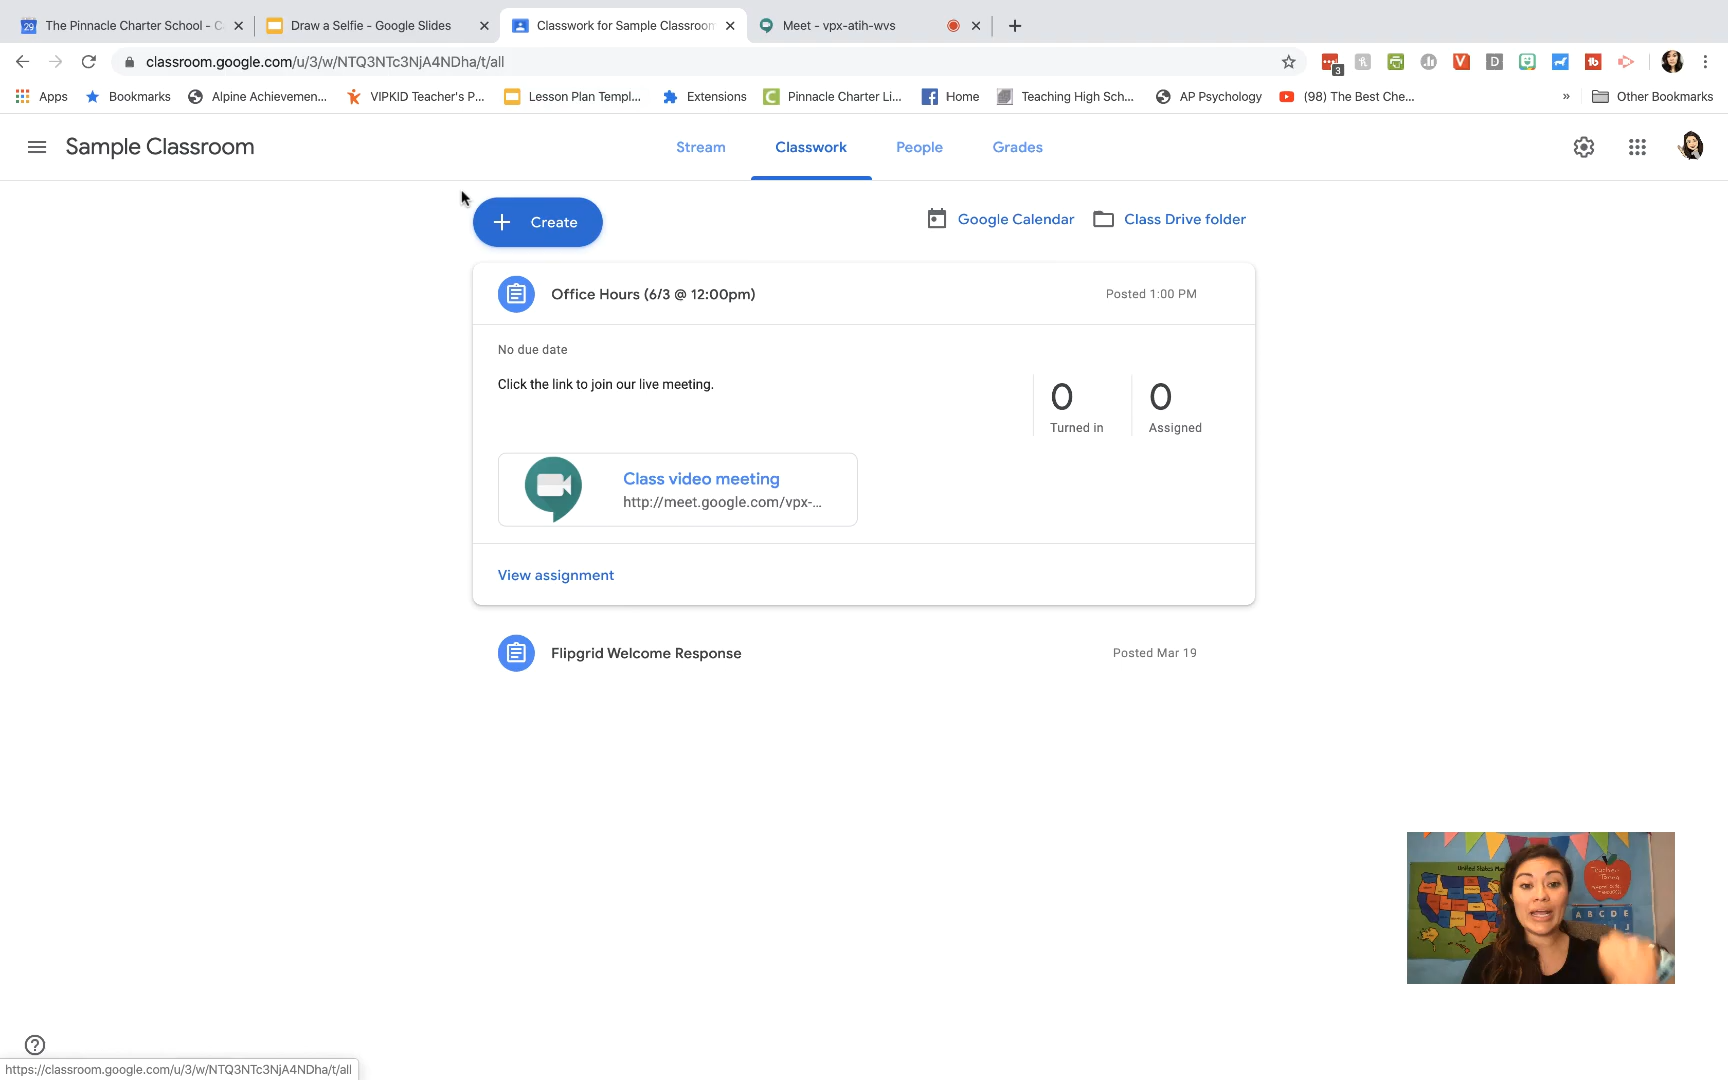 The Pinnacle Charter School - C
Draw a Selfie - Google Slides
Classwork for Sample Classroom
Meet - vpx-atih-wvs
classroom.google.com/u/3/w/NTQ3NTc3NjA4NDha/t/all
3
Apps
Bookmarks
Alpine Achievemen...
VIPKID Teacher's P...
Lesson Plan Templ...
Extensions
Pinnacle Charter Li...
Home
Teaching High Sch...
AP Psychology
(98) The Best Che...
»
Other Bookmarks
Sample Classroom
Stream
Classwork
People
Grades
Create
Google Calendar
Class Drive folder
Office Hours (6/3 @ 12:00pm)
Posted 1:00 PM
No due date
Click the link to join our live meeting.
0
Turned in
0
Assigned
Class video meeting
http://meet.google.com/vpx-...
View assignment
Flipgrid Welcome Response
Posted Mar 19
United States Ma
A B C D E
https://classroom.google.com/u/3/w/NTQ3NTc3NjA4NDha/t/all